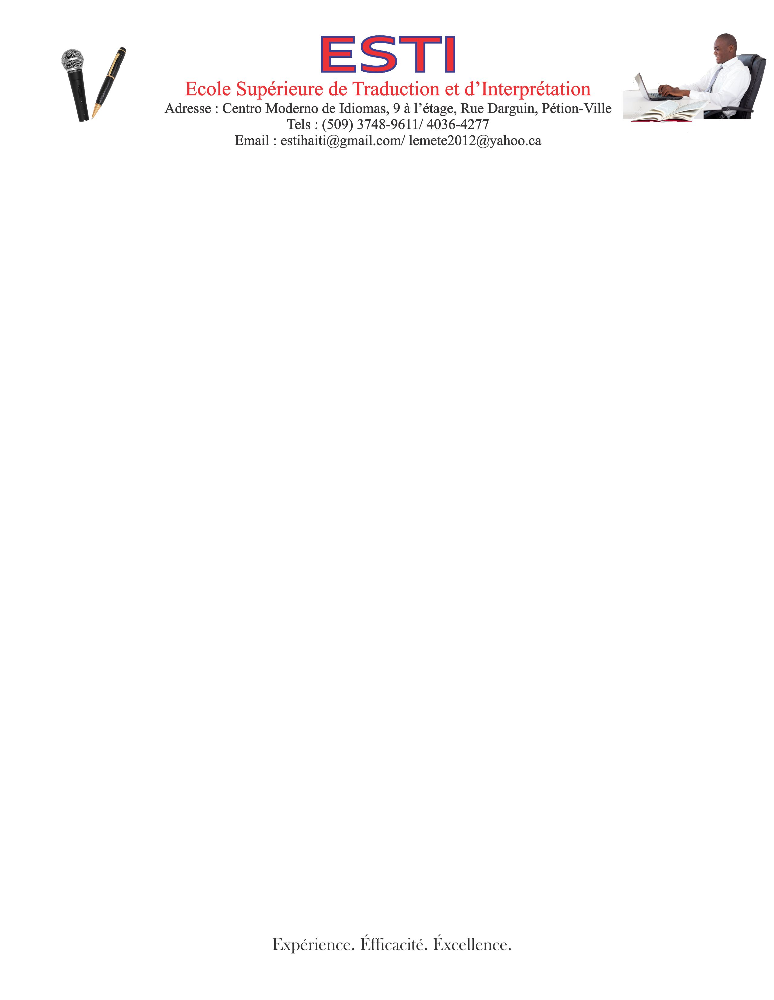 ESTI
Ecole Supérieure de Traduction et d’Interprétation
Adresse : Centro Moderno de Idiomas, 9 à l’étage, Rue Darguin, Pétion-Ville
Tels : (509) 3748-9611/ 4036-4277
Email : estihaiti@gmail.com/ lemete2012@yahoo.ca
Expérience. Éfficacité. Éxcellence.